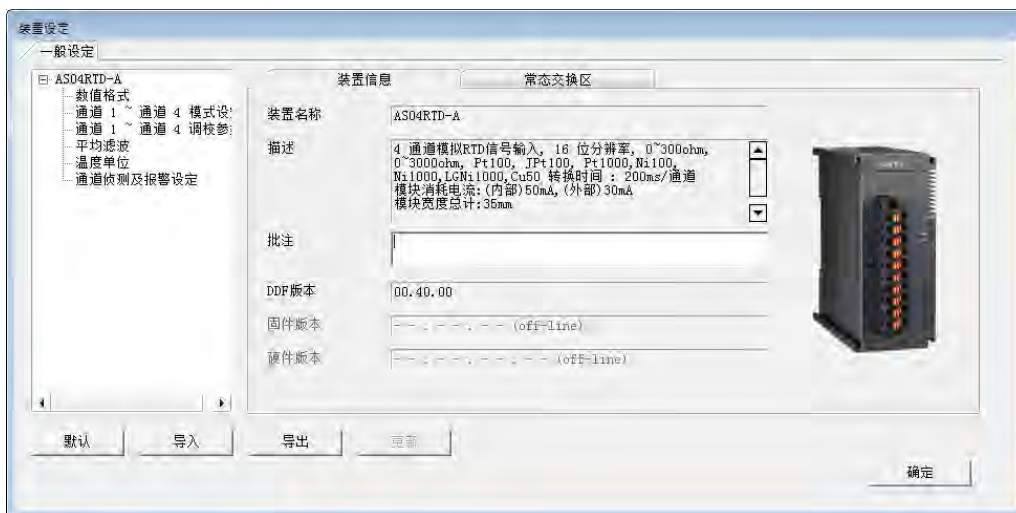 装置设定
一般设定
AS04RTD-A
数值格式
通道 1 ~ 通道 4 模式设
通道 1 ~ 通道 4 调校参
平均滤波
温度单位
通道侦测及报警设定
装置信息
常态交换区
装置名称
AS04RTD-A
描述
4 通道模拟RTD信号输入, 16 位分辨率, 0~300ohm,
0~3000ohm, Pt100, JPt100, Pt1000,Ni100,
Ni1000,LGNi1000,Cu50 转换时间 : 200ms/通道
模块消耗电流:(内部)50mA,(外部)30mA
模块宽度总计:35mm
批注
DDF版本
00.40.00
固件版本
- - . - - . - - (off-line)
硬件版本
- - . - - . - - . - - (off-line)
默认
导入
导出
更新
确定